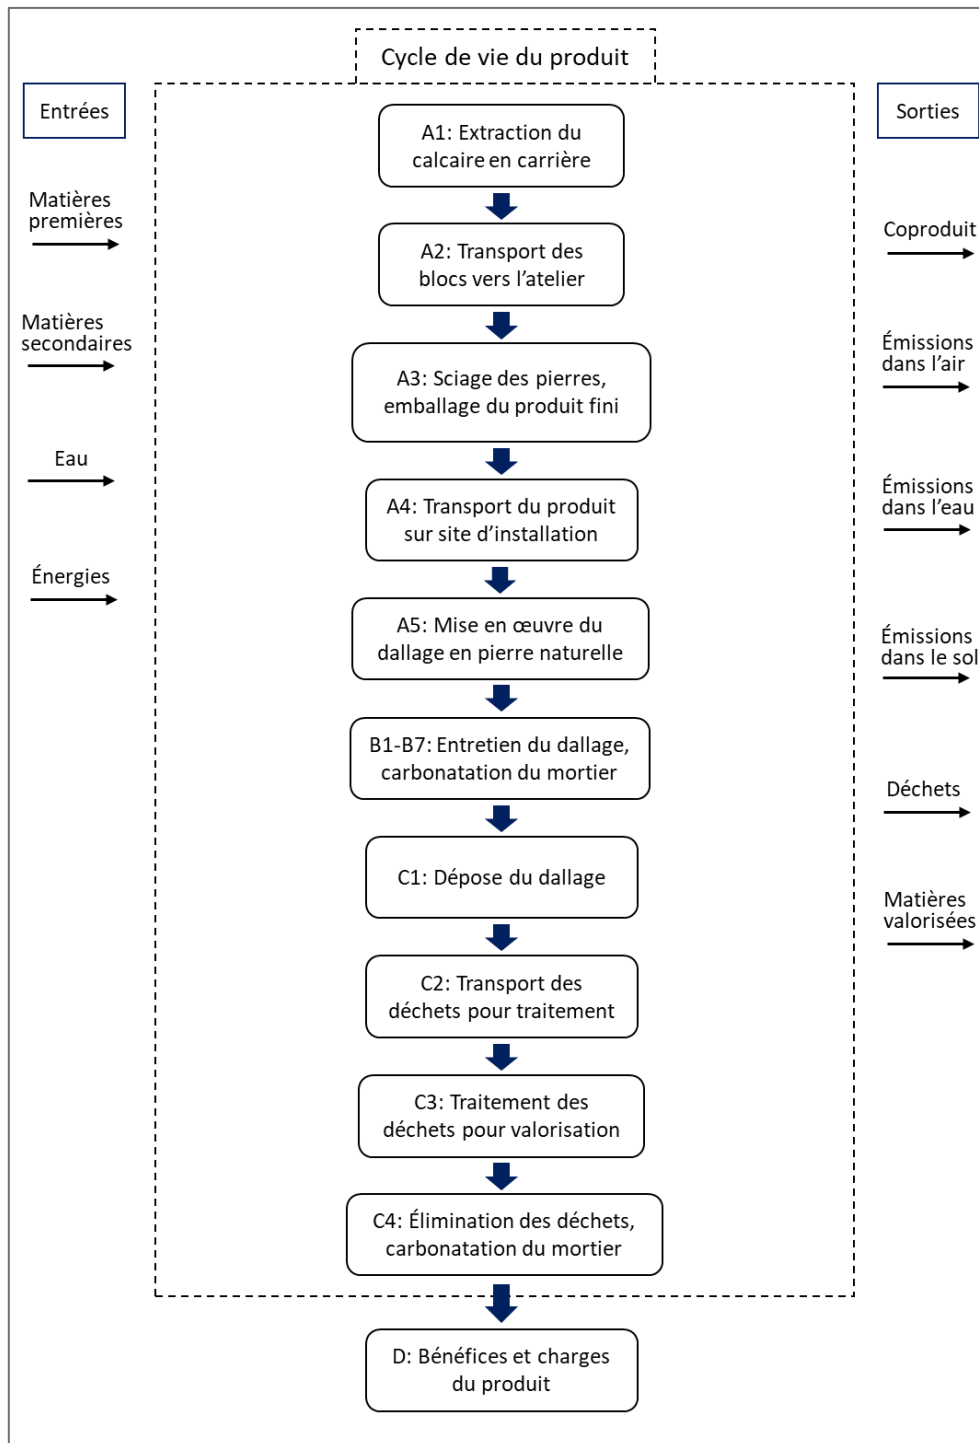 Cycle de vie du produit
Entrées
Matières
premières
Matières
secondaires
Eau
Énergies
A1: Extraction du
calcaire en carrière
A2: Transport des
blocs vers l’atelier
A3: Sciage des pierres,
emballage du produit fini
A4: Transport du produit
sur site d’installation
A5: Mise en œuvre du
dallage en pierre naturelle
B1-B7: Entretien du dallage,
carbonatation du mortier
C1: Dépose du dallage
C2: Transport des
déchets pour traitement
C3: Traitement des
déchets pour valorisation
C4: Élimination des déchets,
carbonatation du mortier
D: Bénéfices et charges
du produit
Sorties
Coproduit
Émissions
dans l’air
Émissions
dans l’eau
Émissions
dans le sol
Déchets
Matières
valorisées